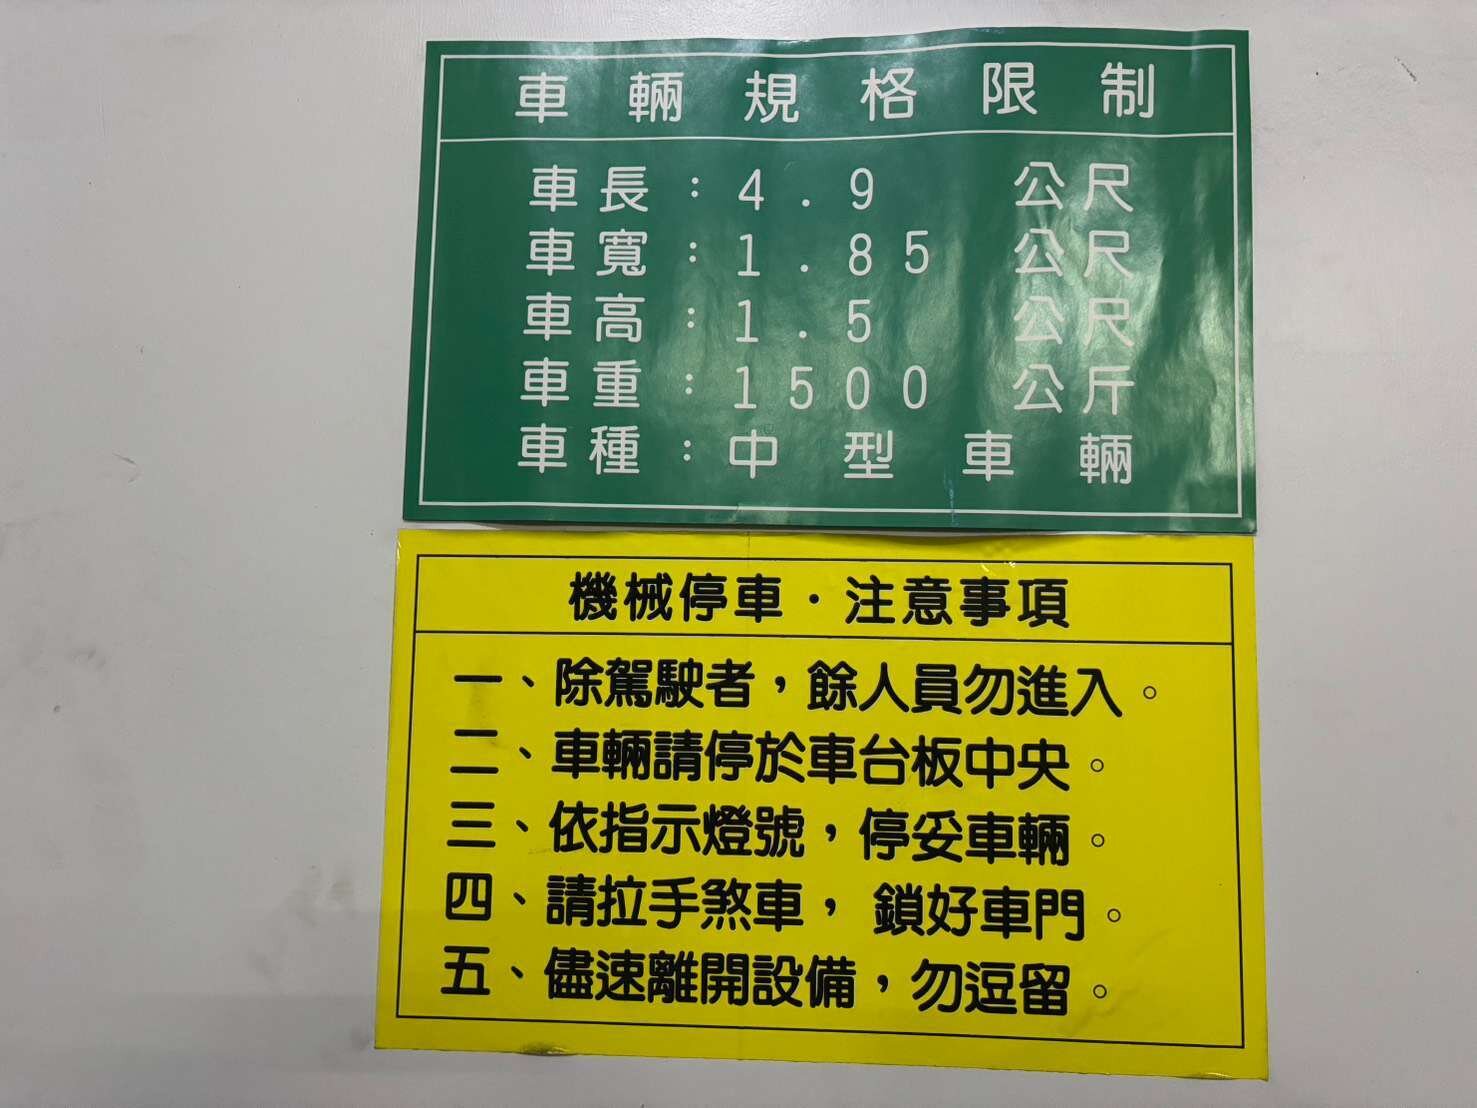 車輛規格限制
車長：4.9 公尺
車寬：1.85 公尺
車高：1.5 公尺
車重：1500 公斤
車種：中型車輛
機械停車．注意事項
一、除駕駛者，餘人員勿進入。
二、車輛請停於車台板中央。
三、依指示燈號，停妥車輛。
四、請拉手煞車，鎖好車門。
五、儘速離開設備，勿逗留。